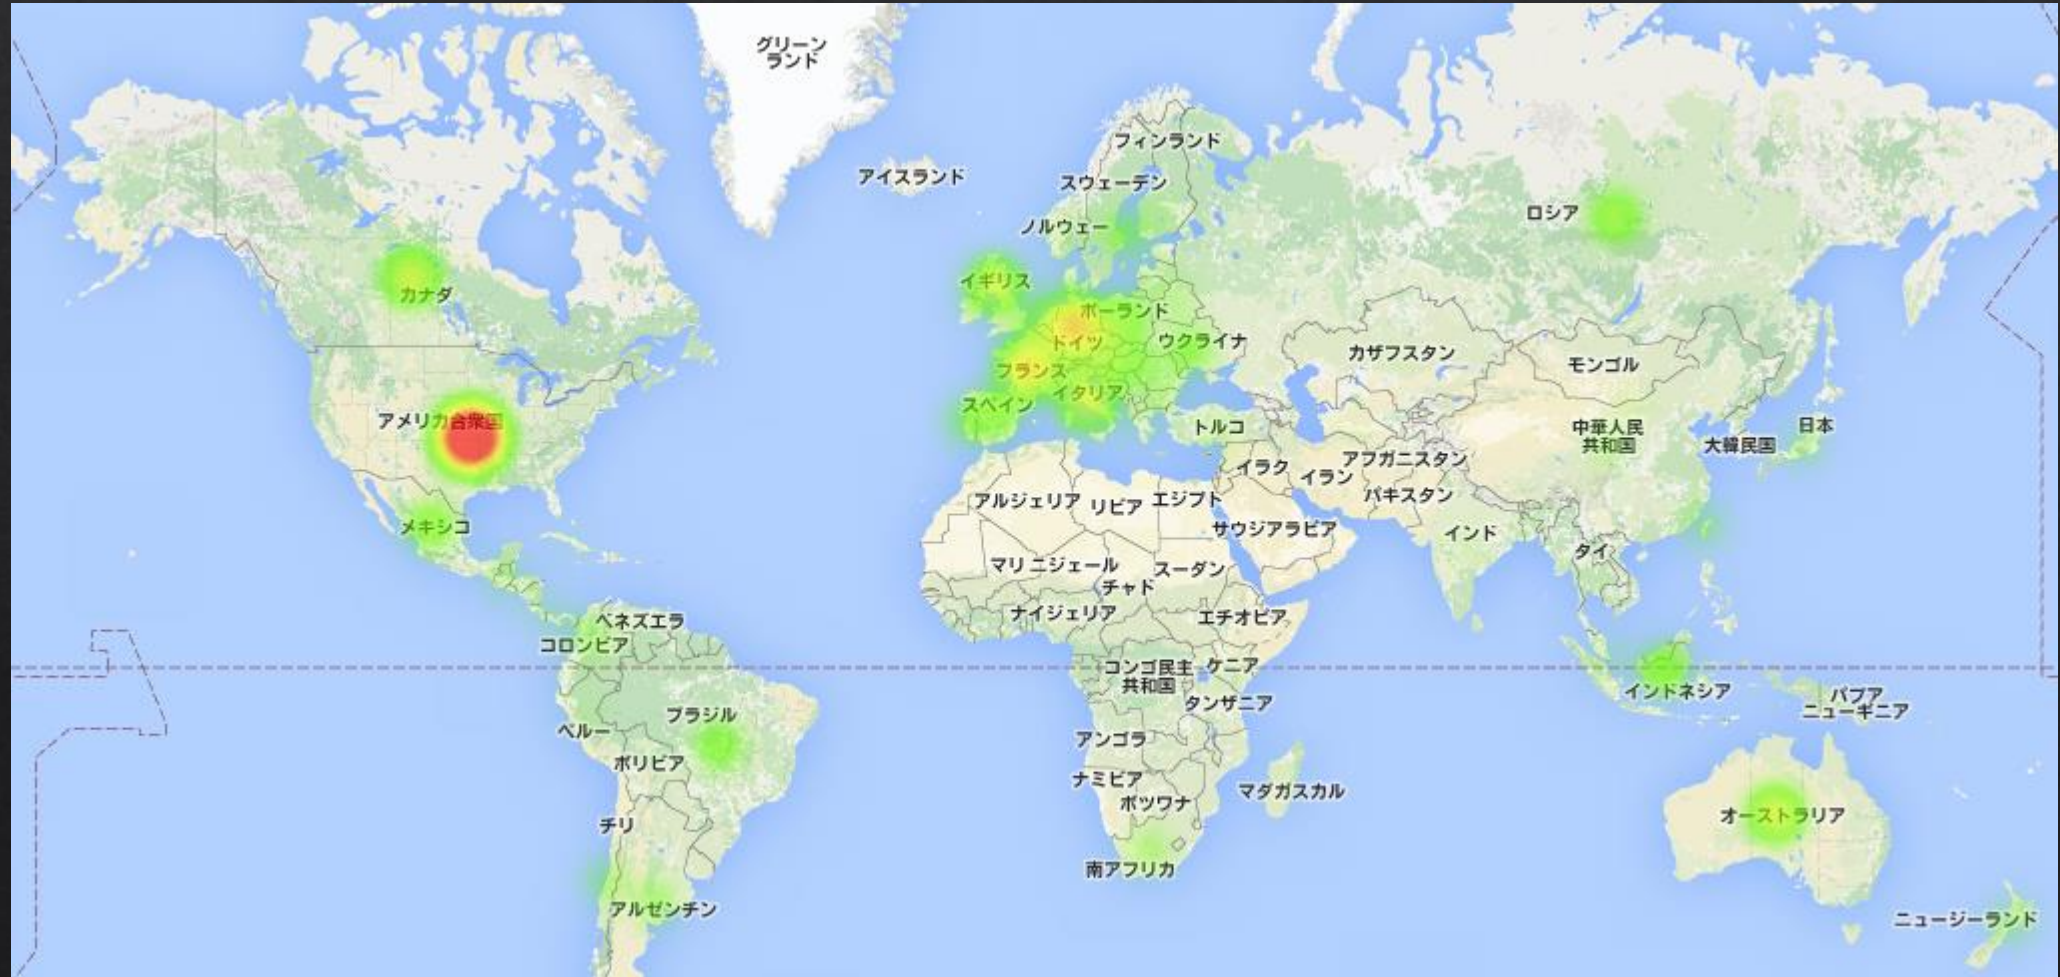 グリーン
ランド
フィンランド
アイスランド
スウェーデン
ロシア
ノルウェー
イギリス
カナダ
ポーランド
ドイツ
ウクライナ
カザフスタン
モンゴル
フランス
イタリア
スペイン
アメリカ合衆国
トルコ
中華人民
共和国
日本
大韓民国
イラク
イラン
アフガニスタン
パキスタン
アルジェリア
リビア
エジプト
メキシコ
サウジアラビア
インド
タイ
マリ
ニジェール
スーダン
チャド
ナイジェリア
エチオピア
ベネズエラ
コロンビア
コンゴ民主
共和国
ケニア
インドネシア
タンザニア
パプア
ニューギニア
ブラジル
ペルー
アンゴラ
ボリビア
ナミビア
ボツワナ
マダガスカル
チリ
オーストラリア
南アフリカ
アルゼンチン
ニュージーランド